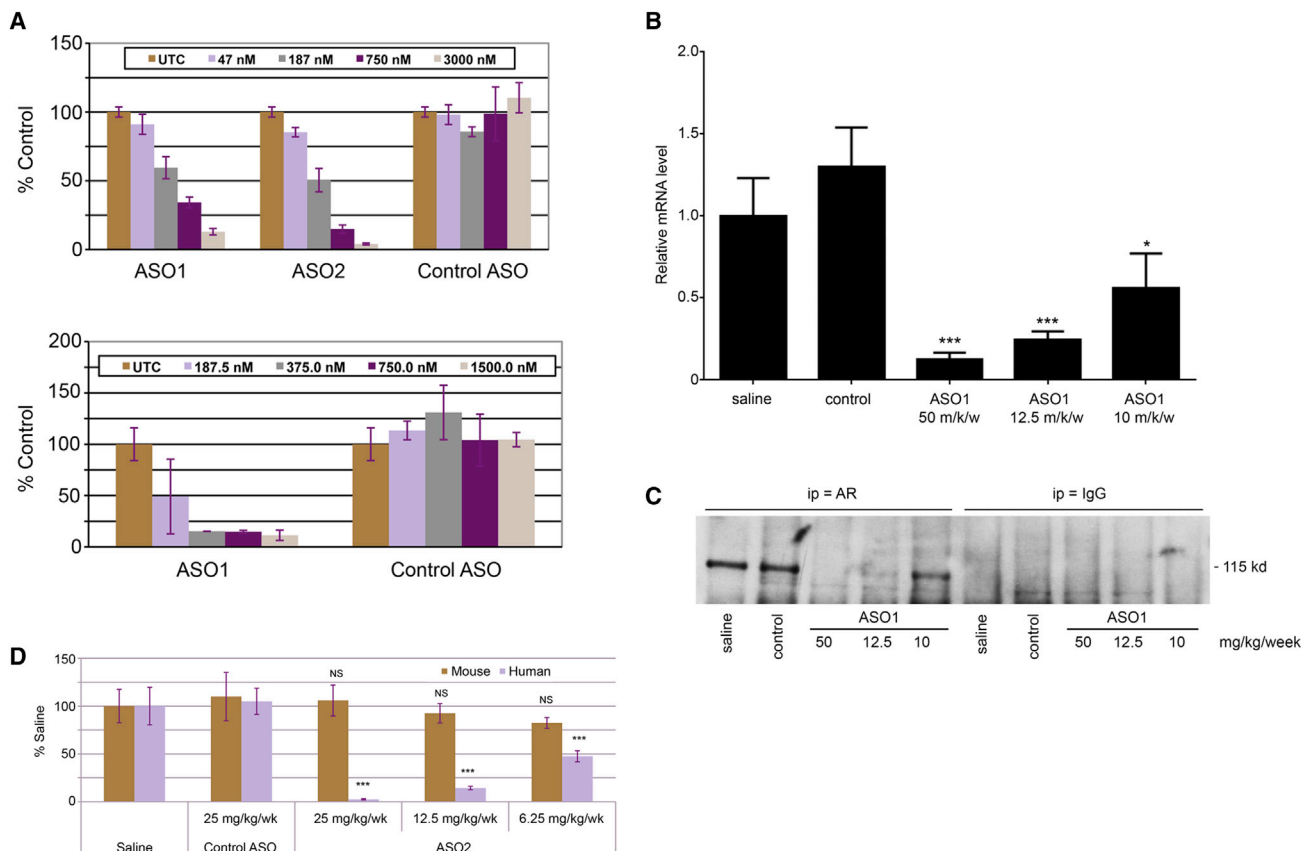 A
150
100
50
0
% Control
UTC 47 nM 187 nM 750 nM 3000 nM
ASO1 ASO2 Control ASO
200
150
100
50
0
% Control
UTC 187.5 nM 375.0 nM 750.0 nM 1500.0 nM
ASO1 Control ASO
B
2.0
1.5
1.0
0.5
0
Relative mRNA level
*** *** *
saline control ASO1 ASO1 ASO1
50 m/k/w 12.5 m/k/w 10 m/k/w
C
ip = AR ip = IgG
- 115 kd
saline control ASO1 saline control ASO1
50 12.5 10 50 12.5 10 mg/kg/week
D
150
100
50
0
% Saline
Mouse Human
NS NS NS
*** *** ***
25 mg/kg/wk 25 mg/kg/wk 12.5 mg/kg/wk 6.25 mg/kg/wk
Saline Control ASO ASO2